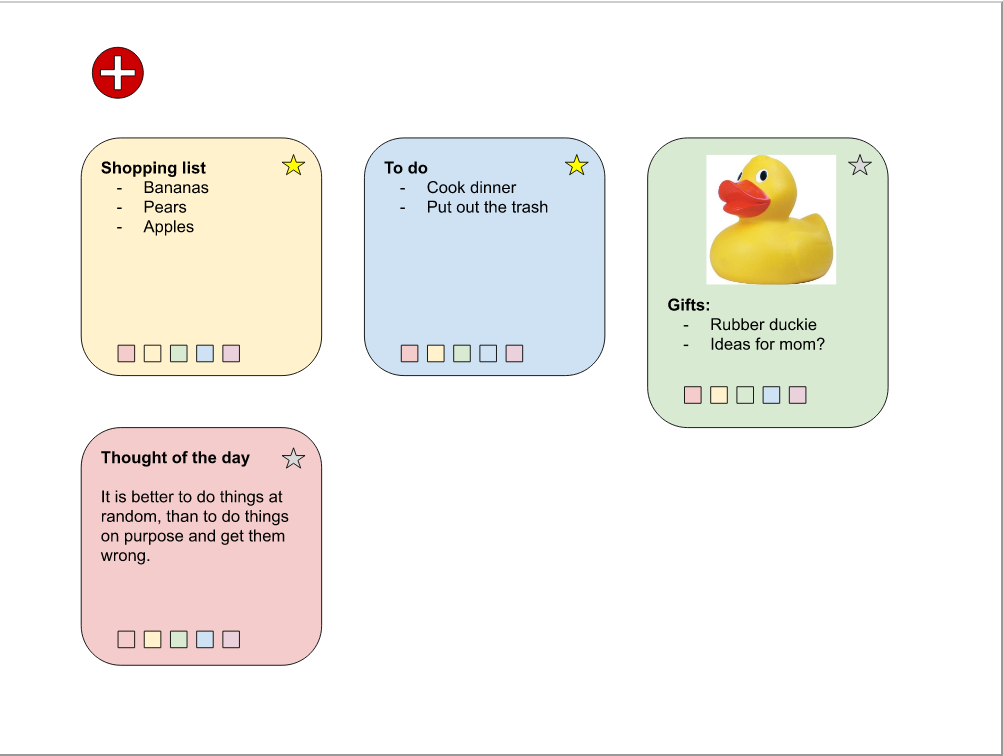 Shopping list
- Bananas
- Pears
- Apples
To do
- Cook dinner
- Put out the trash
Gifts:
- Rubber duckie
- Ideas for mom?
Thought of the day
It is better to do things at
random, than to do things
on purpose and get them
wrong.